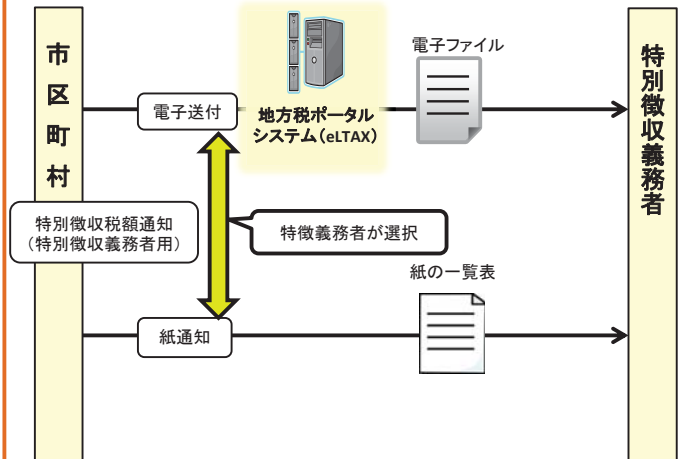 市区町村
電子送付
地方税ポータル
システム(eLTAX)
電子ファイル
特別徴収義務者
特別徴収税額通知
(特別徴収義務者用)
特徴義務者が選択
紙の一覧表
紙通知